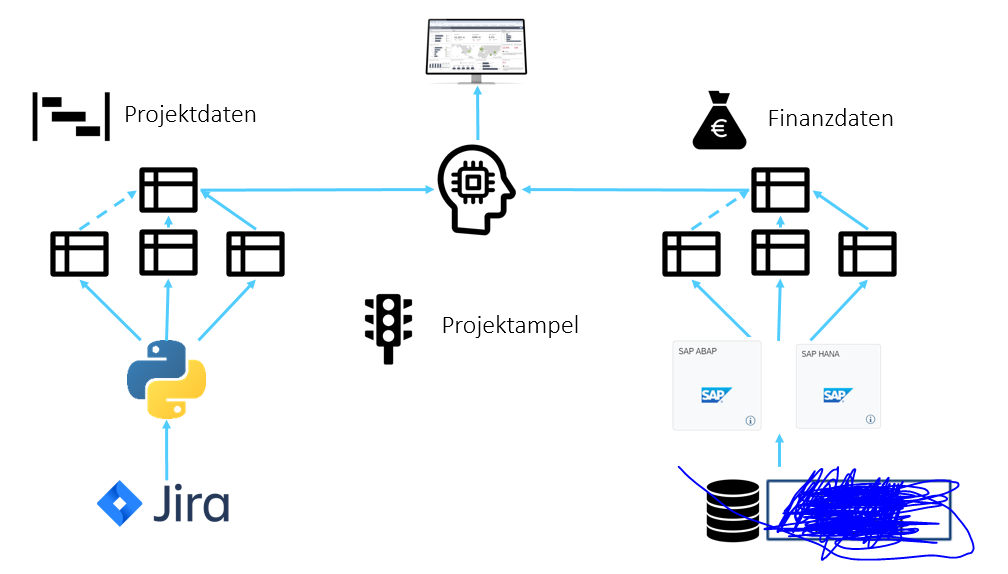 Projektdaten
€
Finanzdaten
Projektampel
SAP ABAP
SAP
SAP HANA
SAP
Jira